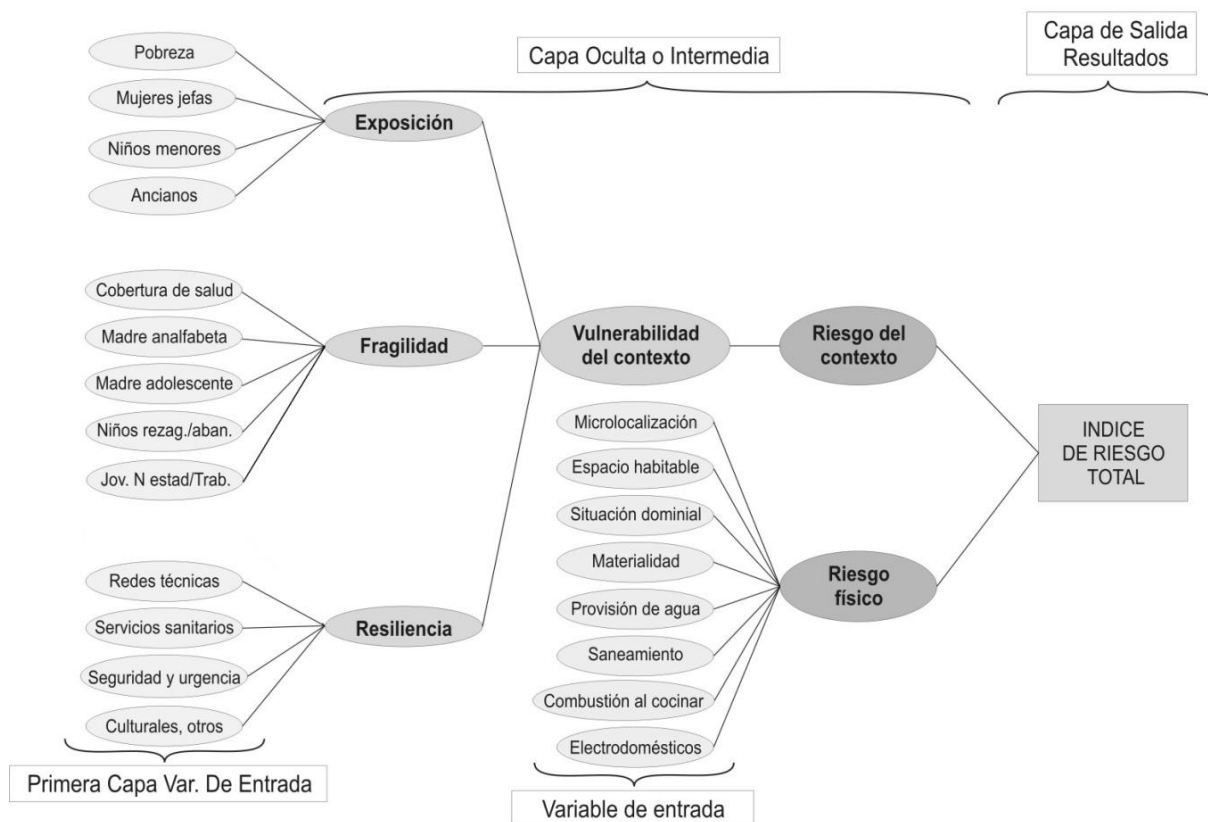 Capa Oculta o Intermedia
Capa de Salida
Resultados
Pobreza
Mujeres jefas
Niños menores
Ancianos
Exposición
Cobertura de salud
Madre analfabeta
Madre adolescente
Niños rezag./aban.
Jov. N estad/Trab.
Fragilidad
Redes técnicas
Servicios sanitarios
Seguridad y urgencia
Culturales, otros
Resiliencia
Primera Capa Var. De Entrada
Vulnerabilidad
del contexto
Riesgo del
contexto
Microlocalización
Espacio habitable
Situación dominial
Materialidad
Provisión de agua
Saneamiento
Combustión al cocinar
Electrodomésticos
Variable de entrada
Riesgo
físico
INDICE
DE RIESGO
TOTAL